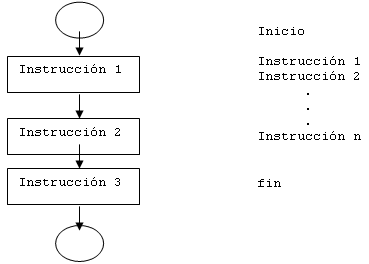 Instrucción 1
Instrucción 2
Instrucción 3
Inicio
Instrucción 1
Instrucción 2
.
.
.
Instrucción n
fin